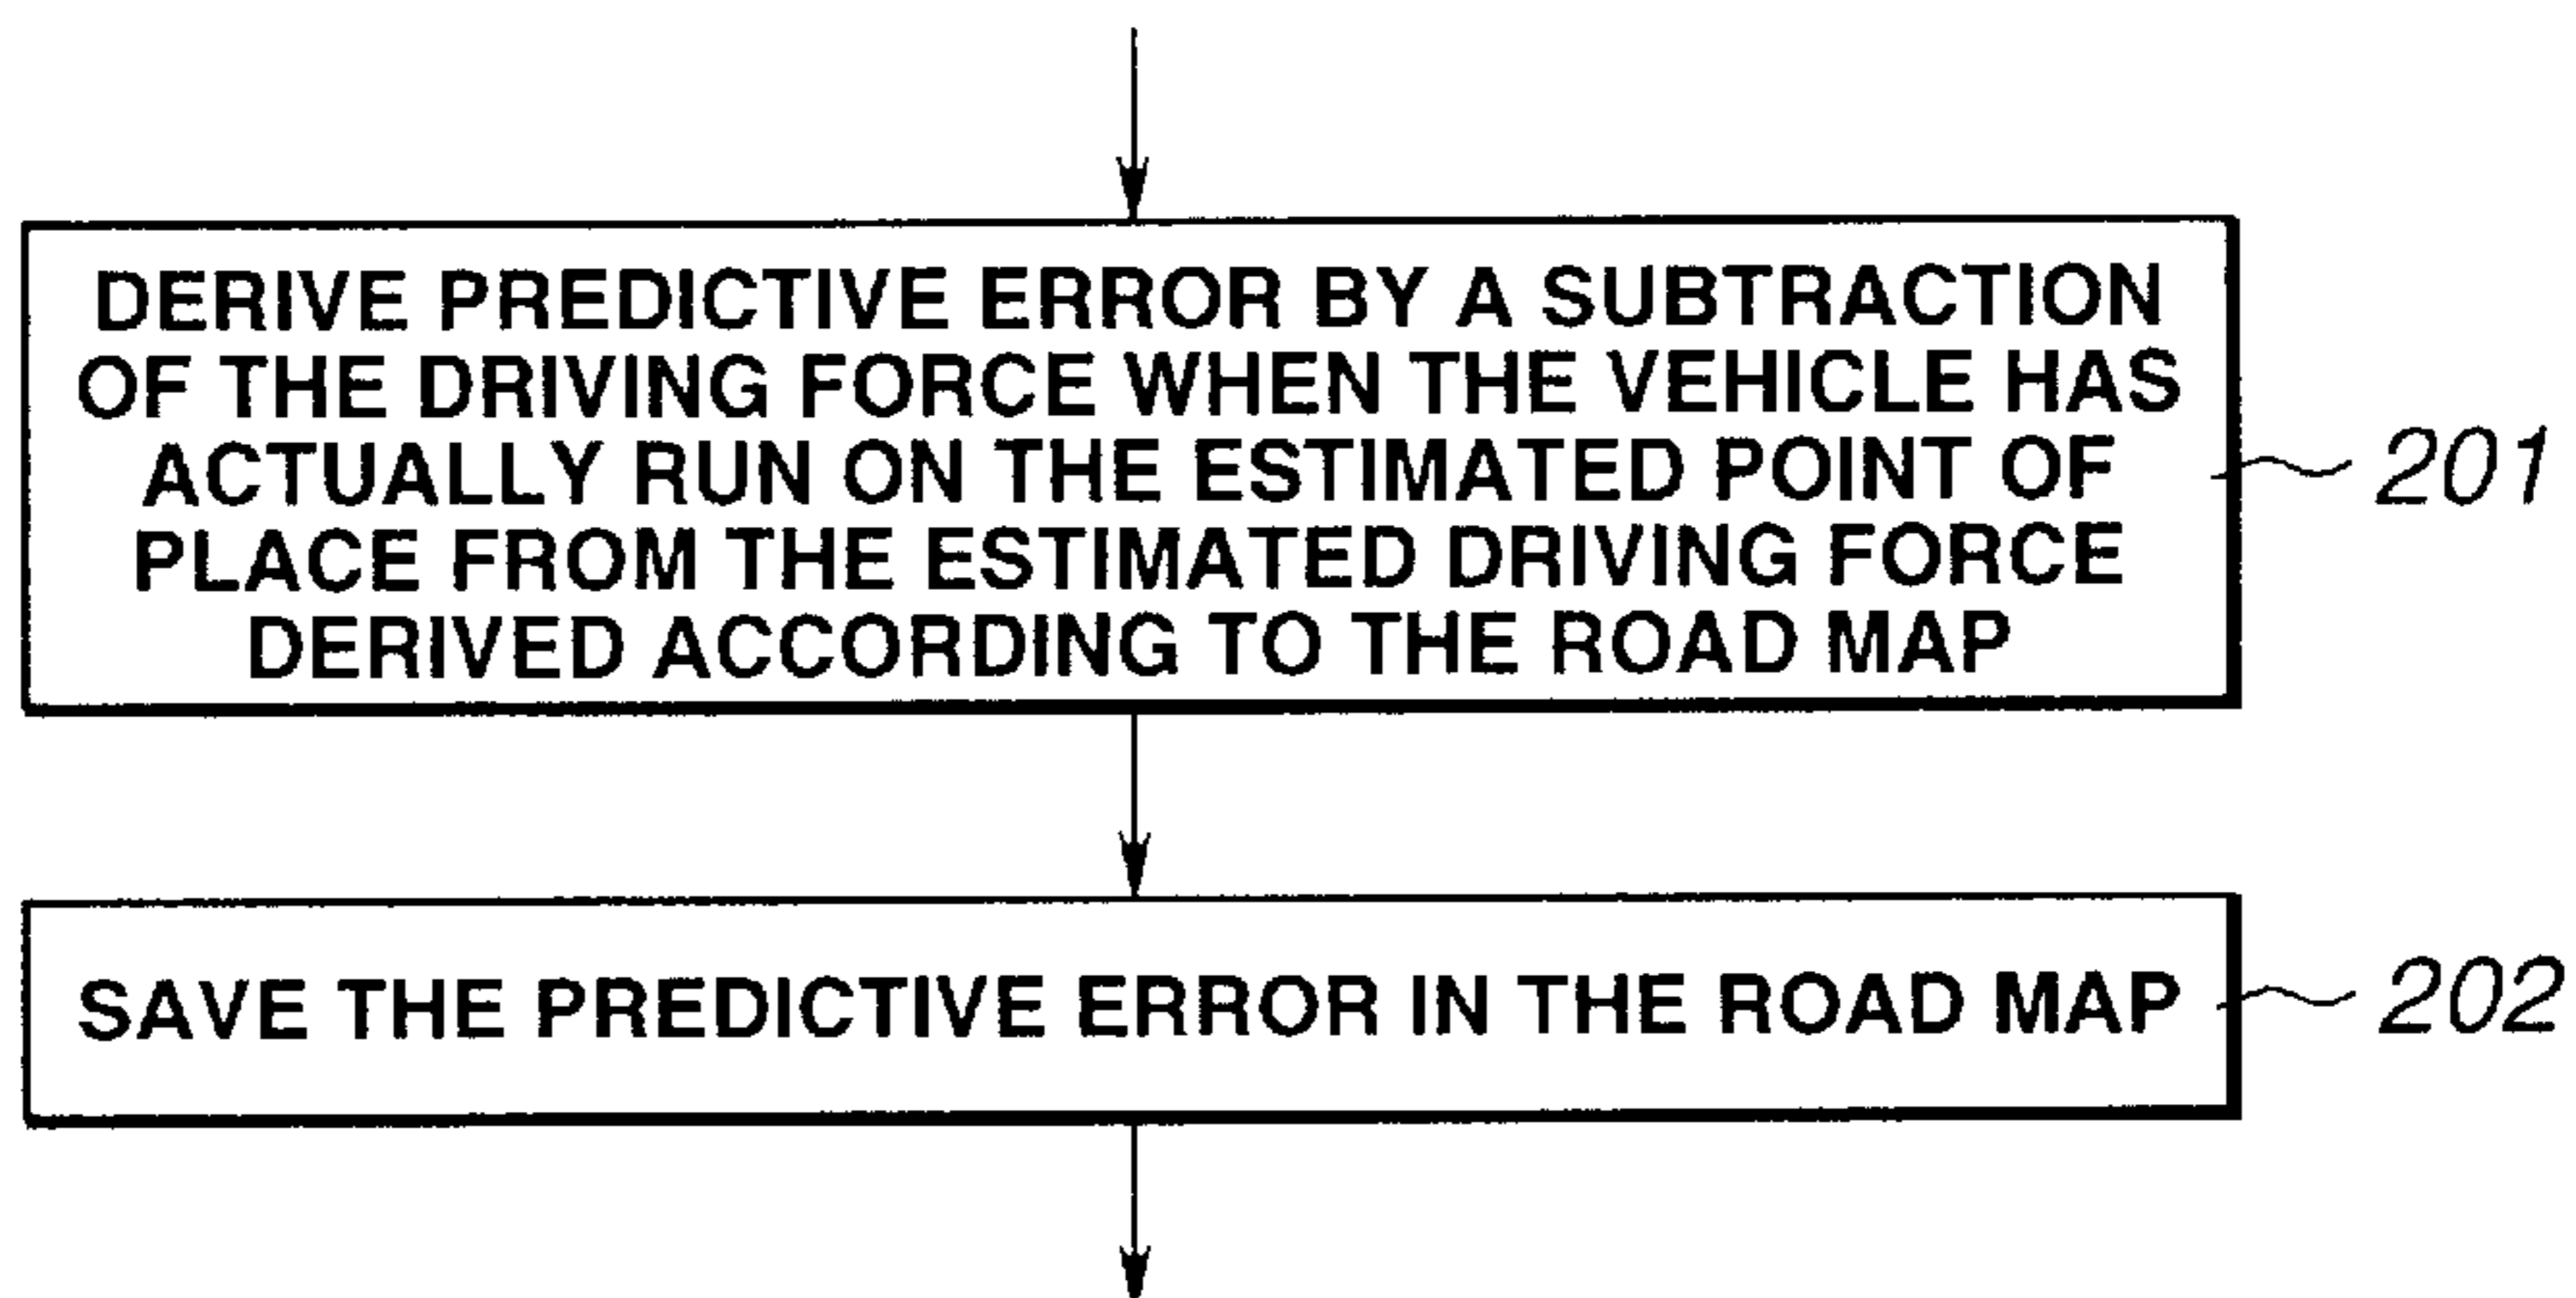 DERIVE PREDICTIVE ERROR BY A SUBTRACTION
OF THE DRIVING FORCE WHEN THE VEHICLE HAS
ACTUALLY RUN ON THE ESTIMATED POINT OF
PLACE FROM THE ESTIMATED DRIVING FORCE
DERIVED ACCORDING TO THE ROAD MAP
201
SAVE THE PREDICTIVE ERROR IN THE ROAD MAP
202